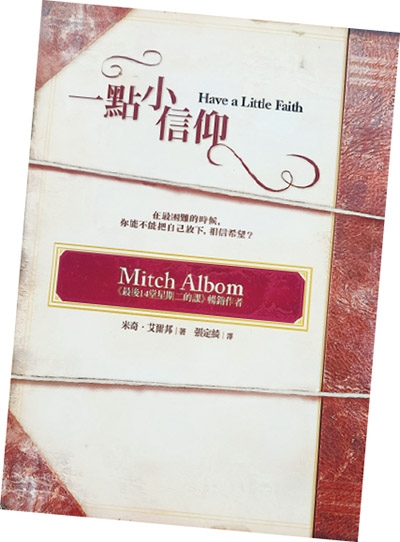 一點小信仰
Have a Little Faith
在最困難的時候，
你能不能把自己放下，相信希望？
Mitch Albom
《最後14堂星期二的課》暢銷作者
米奇·艾爾邦｜著 張定綺｜譯